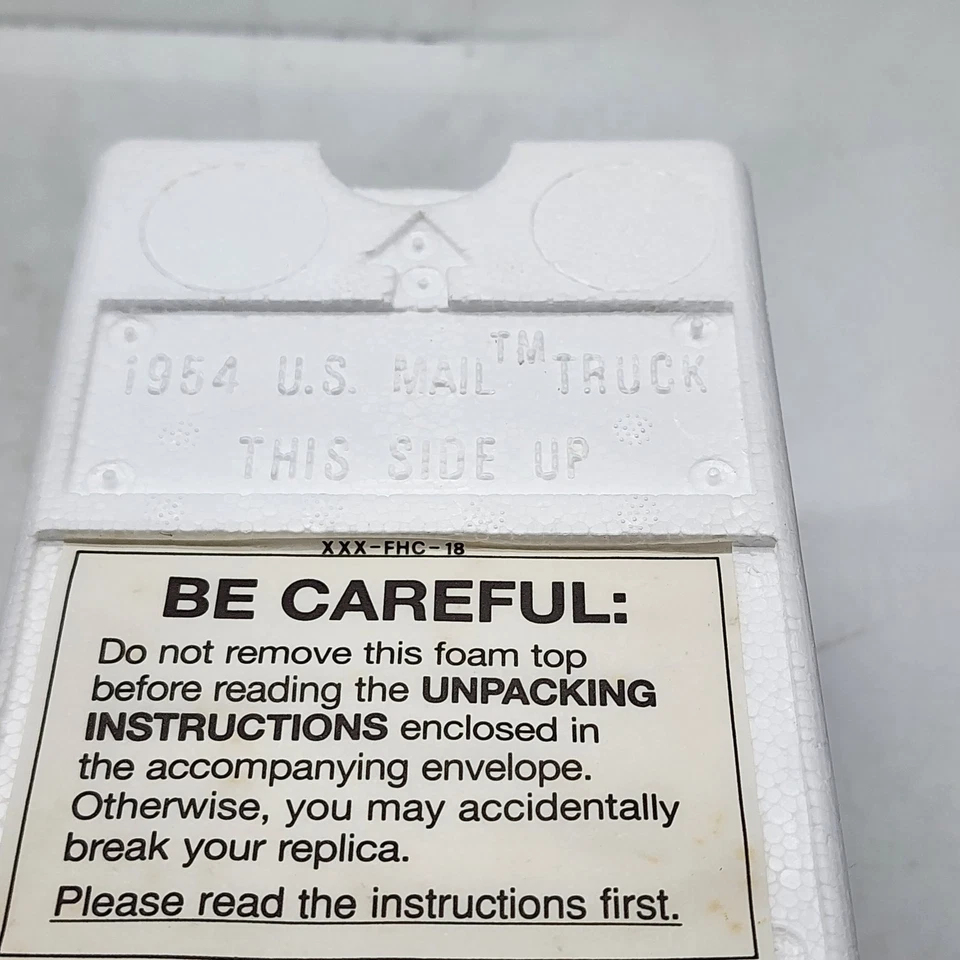 1954 U.S. MAIL™ TRUCK
THIS SIDE UP
XXX-FHC-18
BE CAREFUL:
Do not remove this foam top
before reading the UNPACKING
INSTRUCTIONS enclosed in
the accompanying envelope.
Otherwise, you may accidentally
break your replica.
Please read the instructions first.